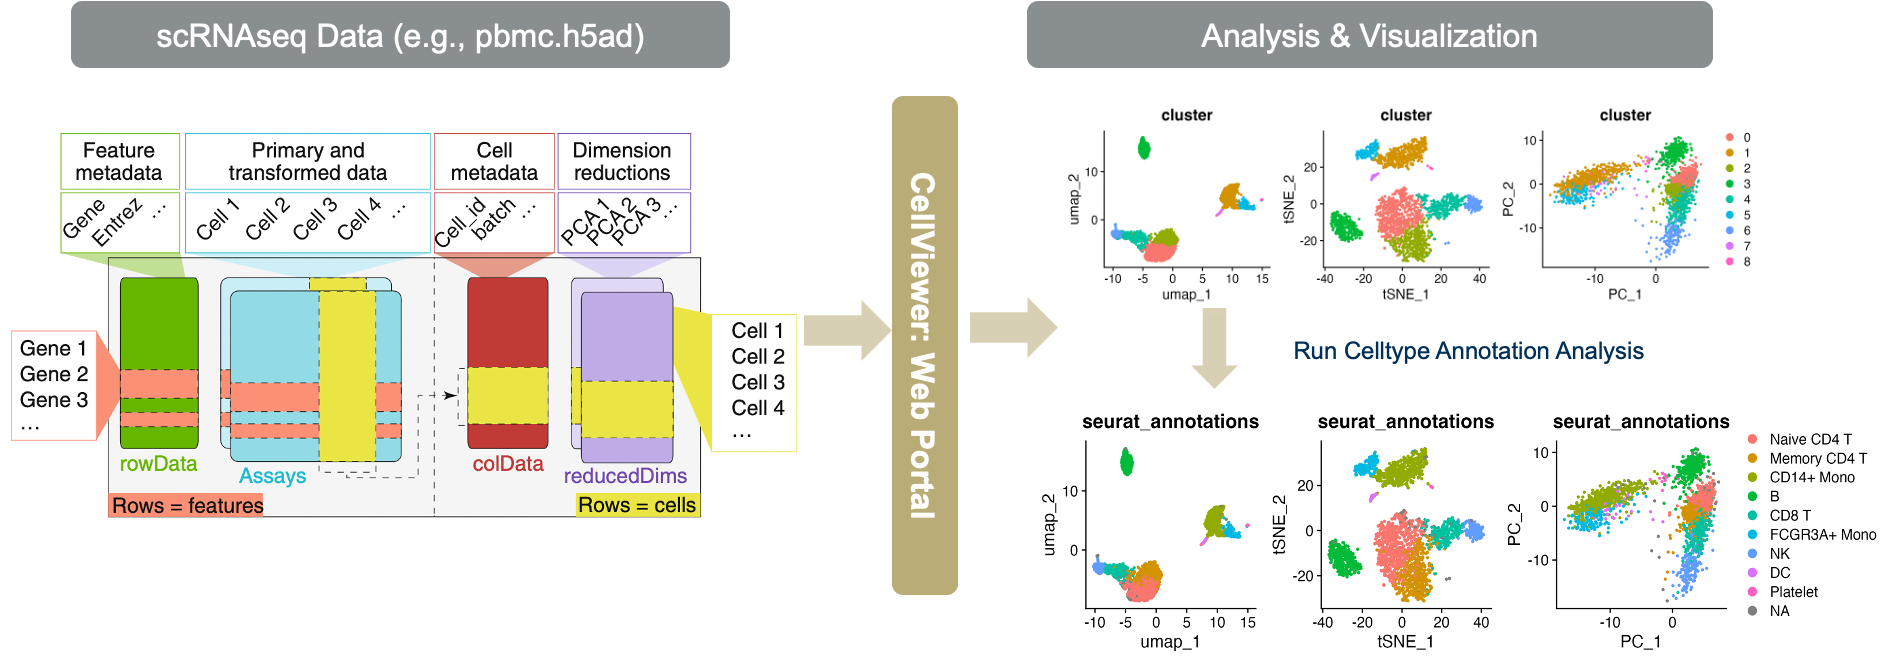 scRNAseq Data (e.g., pbmc.h5ad)
Analysis & Visualization
Feature
metadata
Primary and
transformed data
Cell
metadata
Dimension
reductions
Gene
Entrez
...
Cell 1
Cell 2
Cell 3
Cell 4
...
Cell_id
batch
...
PCA 1
PCA 2
PCA 3
...
Gene 1
Gene 2
Gene 3
...
rowData
Assays
colData
reducedDims
Rows = features
Rows = cells
Cell 1
Cell 2
Cell 3
Cell 4
...
CellViewer: Web Portal
cluster
umap_2
10
0
-10
-5
0
5
10
15
umap_1
cluster
tSNE_2
20
0
-20
-40
-20
0
20
40
tSNE_1
cluster
PC_2
10
0
-10
-10
0
PC_1
0
1
2
3
4
5
6
7
8
Run Celltype Annotation Analysis
seurat_annotations
umap_2
10
0
-10
-5
0
5
10
15
umap_1
seurat_annotations
tSNE_2
20
0
-20
-40
-20
0
20
40
tSNE_1
seurat_annotations
PC_2
10
0
-10
-10
0
PC_1
Naive CD4 T
Memory CD4 T
CD14+ Mono
B
CD8 T
FCGR3A+ Mono
NK
DC
Platelet
NA